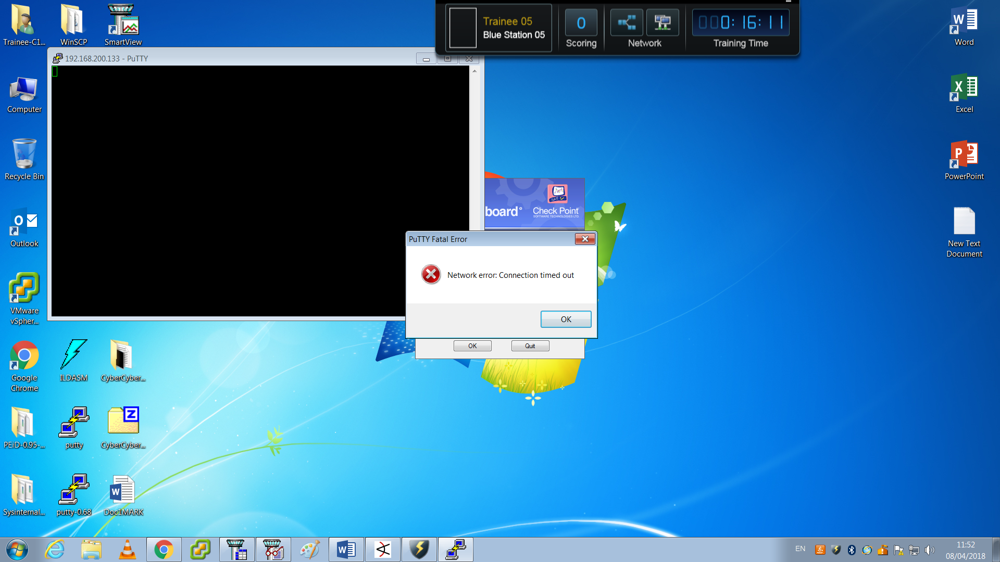 Trainee-C1...
WinSCP
SmartView
Trainee 05
Blue Station 05
0
Scoring
Network
000:16:11
Training Time
Word
192.168.200.133 - PuTTY
Computer
Excel
Recycle Bin
PowerPoint
board®
Check Point
SOFTWARE TECHNOLOGIES LTD.
Outlook
New Text
Document
PuTTY Fatal Error
Network error: Connection timed out
OK
VMware
vSpher...
OK
Quit
Google
Chrome
ILDASM
CyberCyber...
PEiD-0.95-...
putty
CyberCyber...
Sysinternal...
putty-0.68
Doc1MARK
EN
11:52
08/04/2018